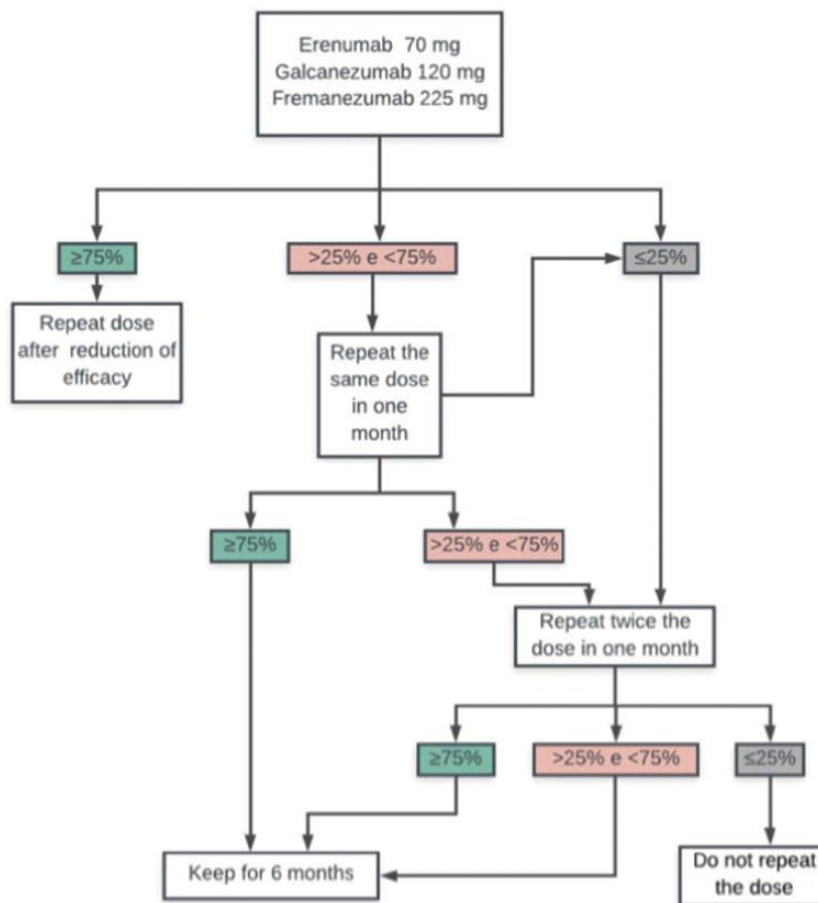 Erenumab 70 mg
Galcanezumab 120 mg
Fremanezumab 225 mg
≥75%
>25% e <75%
≤25%
Repeat dose
after reduction of
efficacy
Repeat the
same dose
in one
month
≥75%
>25% e <75%
Repeat twice the
dose in one month
≥75%
>25% e <75%
≤25%
Keep for 6 months
Do not repeat
the dose